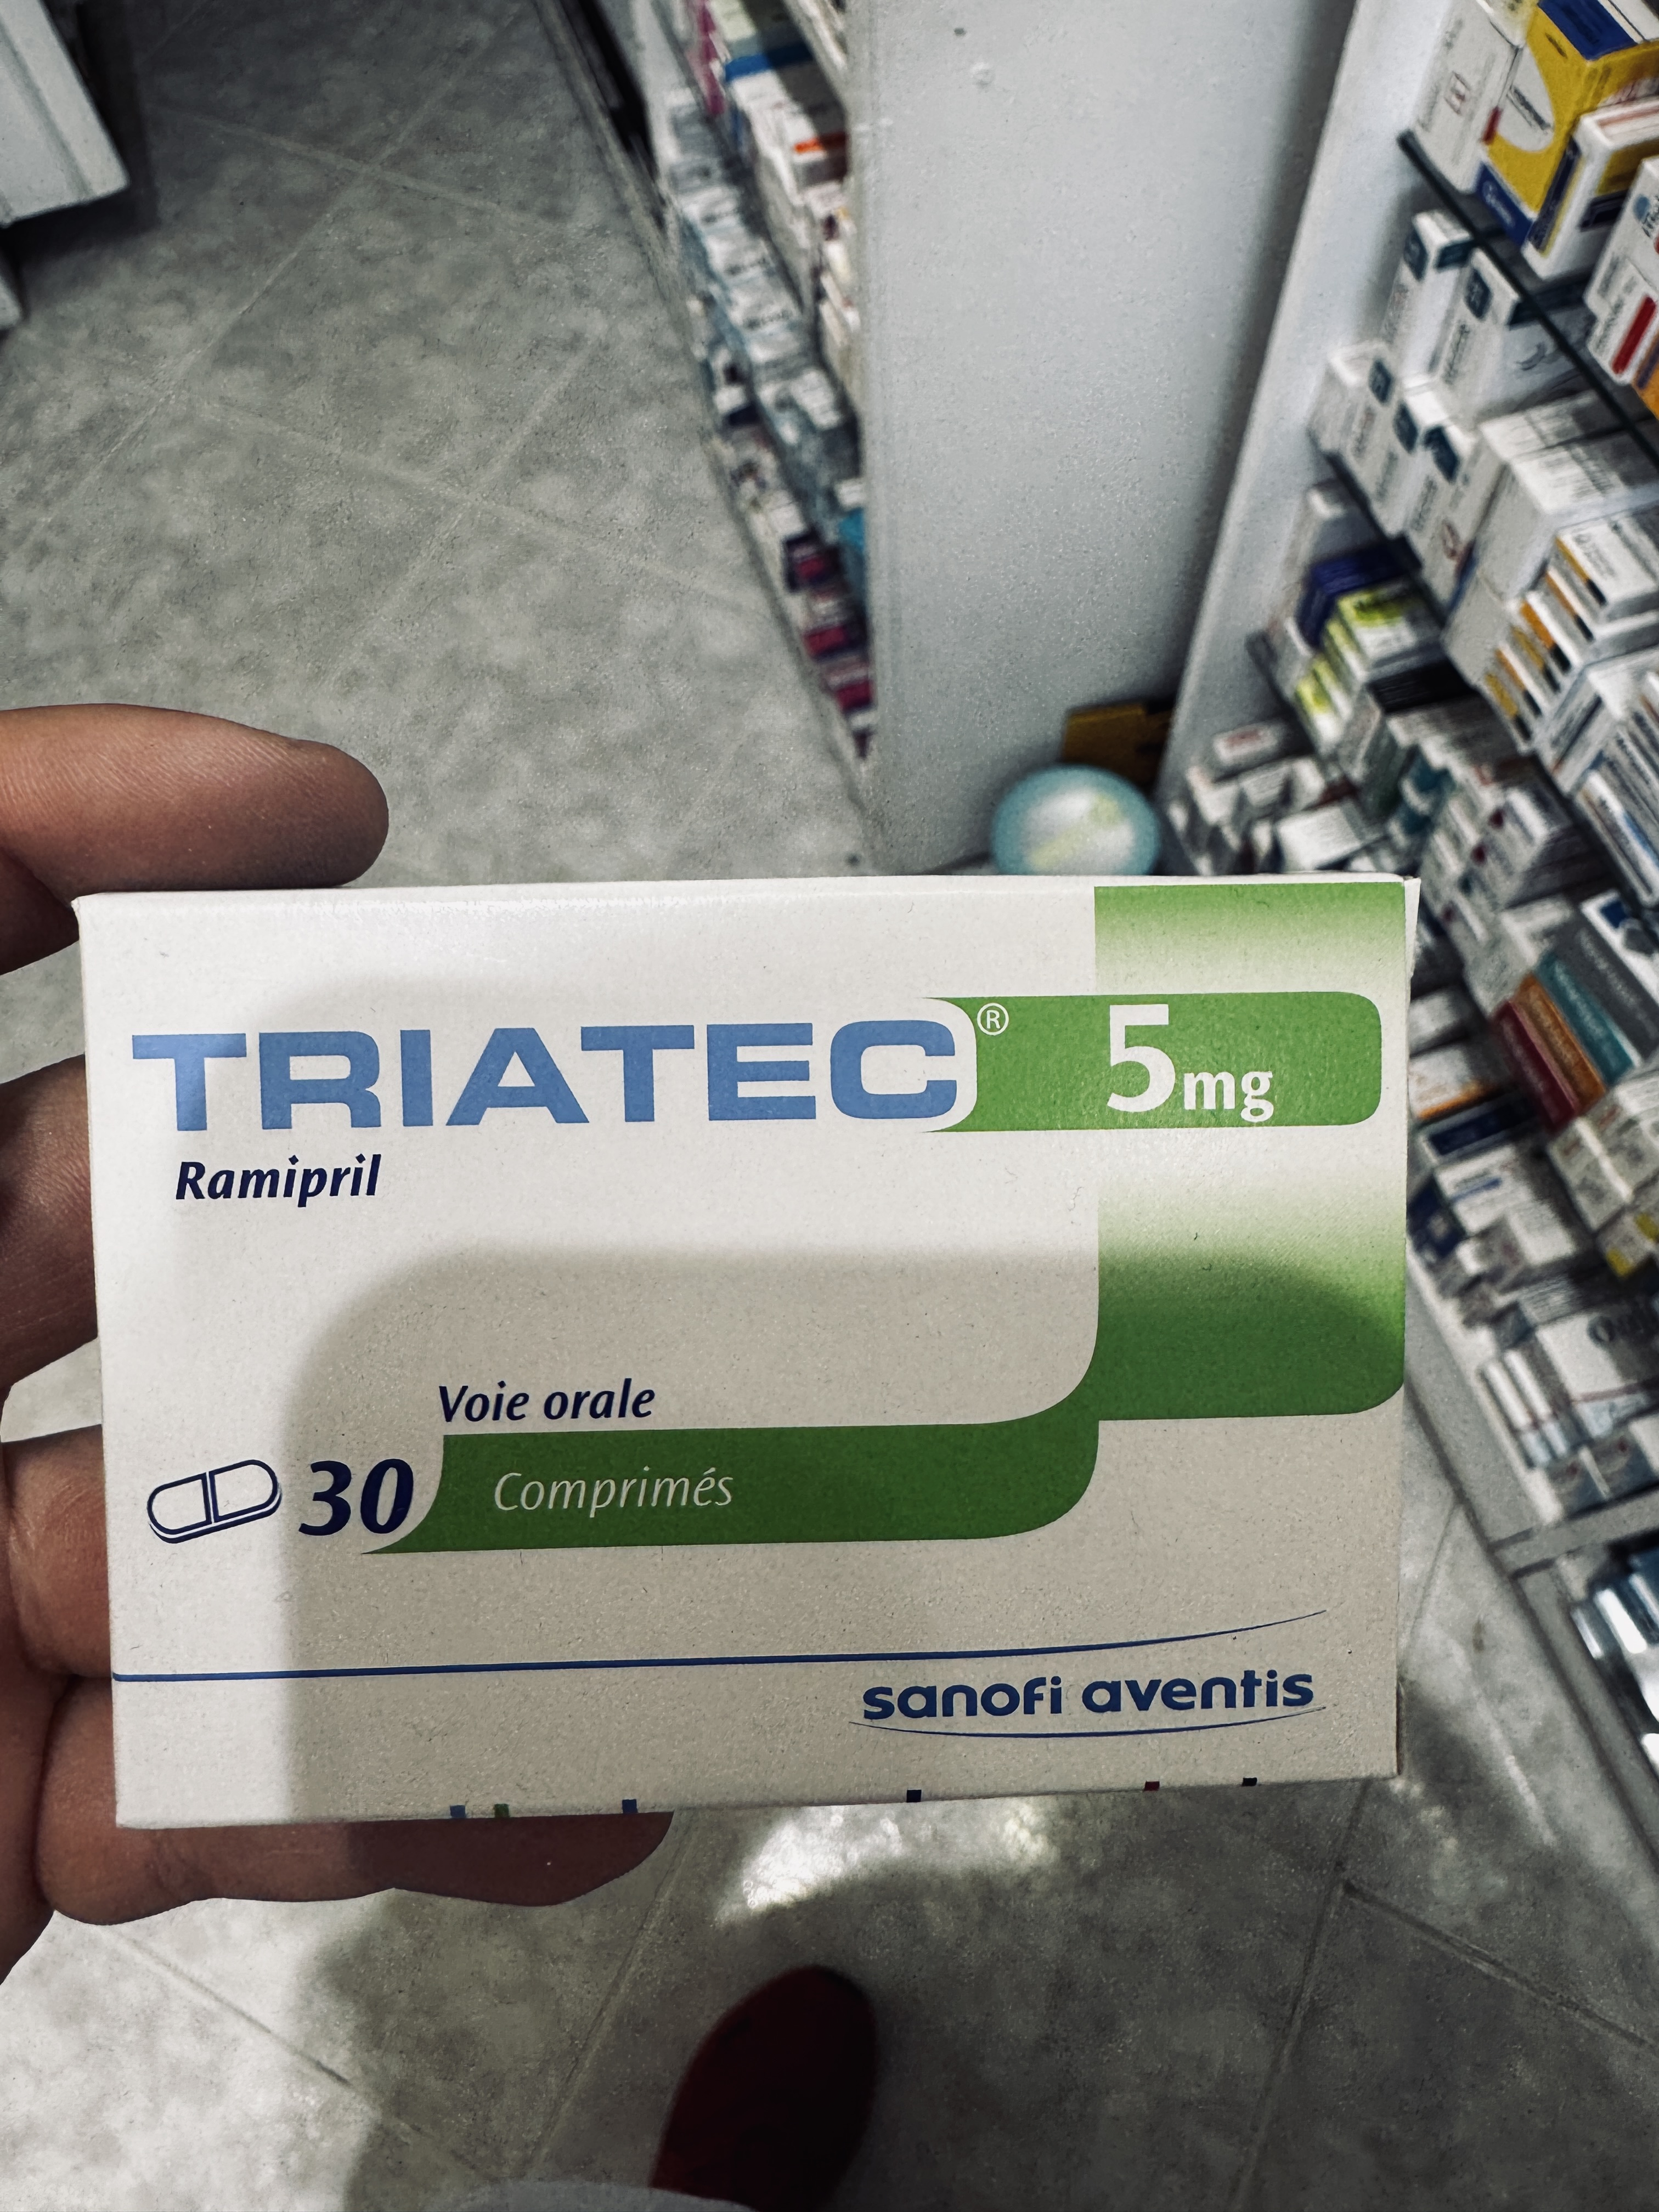 TRIATEC® 5mg
Ramipril
Voie orale
30 Comprimés
sanofi aventis